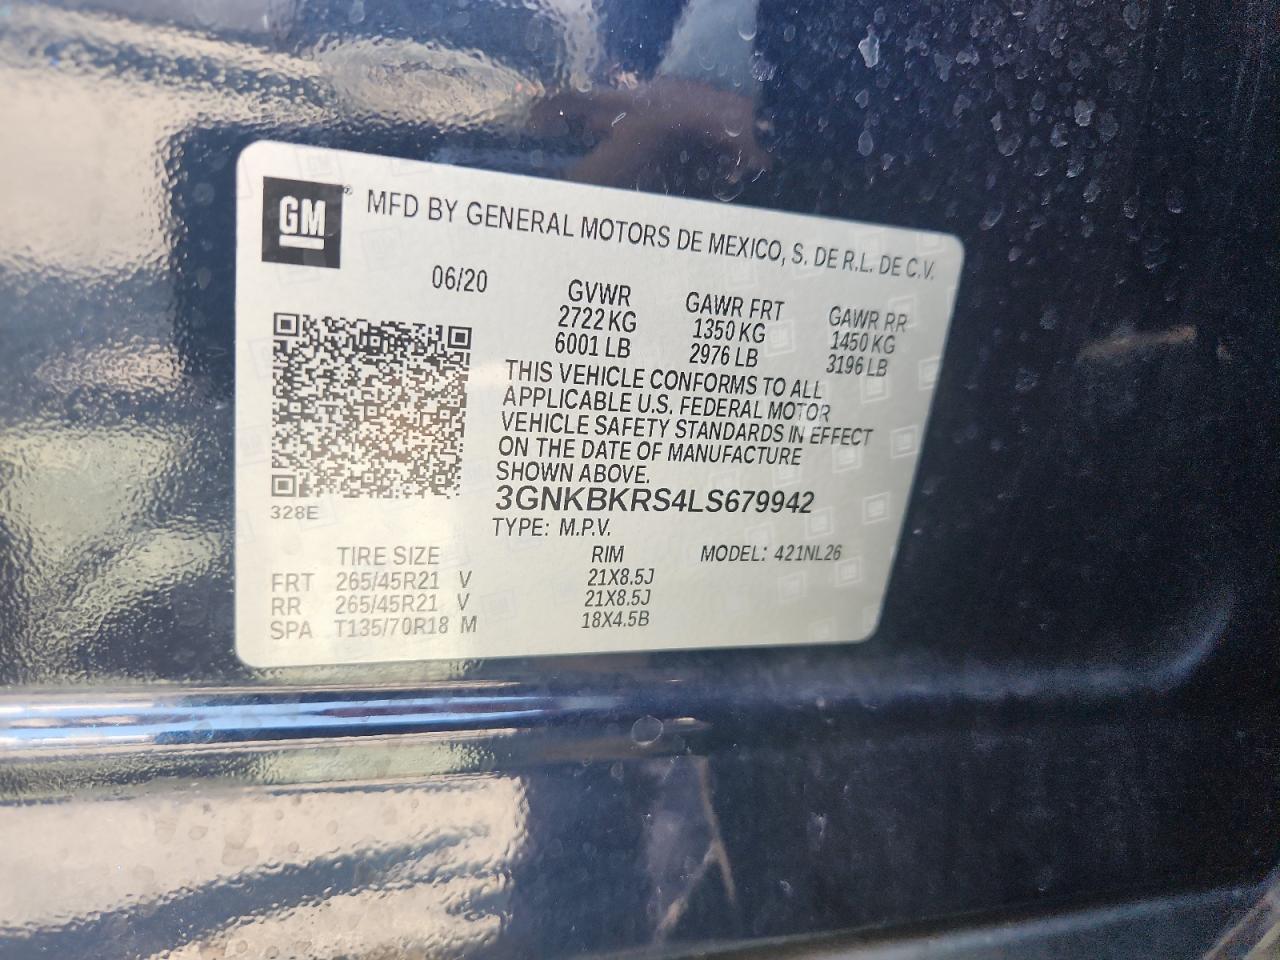 GM ® MFD BY GENERAL MOTORS DE MEXICO, S. DE R.L. DE C.V.
06/20 GVWR GAWR FRT GAWR RR
2722 KG 1350 KG 1450 KG
6001 LB 2976 LB 3196 LB
THIS VEHICLE CONFORMS TO ALL
APPLICABLE U.S. FEDERAL MOTOR
VEHICLE SAFETY STANDARDS IN EFFECT
ON THE DATE OF MANUFACTURE
SHOWN ABOVE.
3GNKBKRS4LS679942
328E
TYPE: M.P.V.
TIRE SIZE RIM MODEL: 421NL26
FRT 265/45R21 V 21X8.5J
RR 265/45R21 V 21X8.5J
SPA T135/70R18 M 18X4.5B